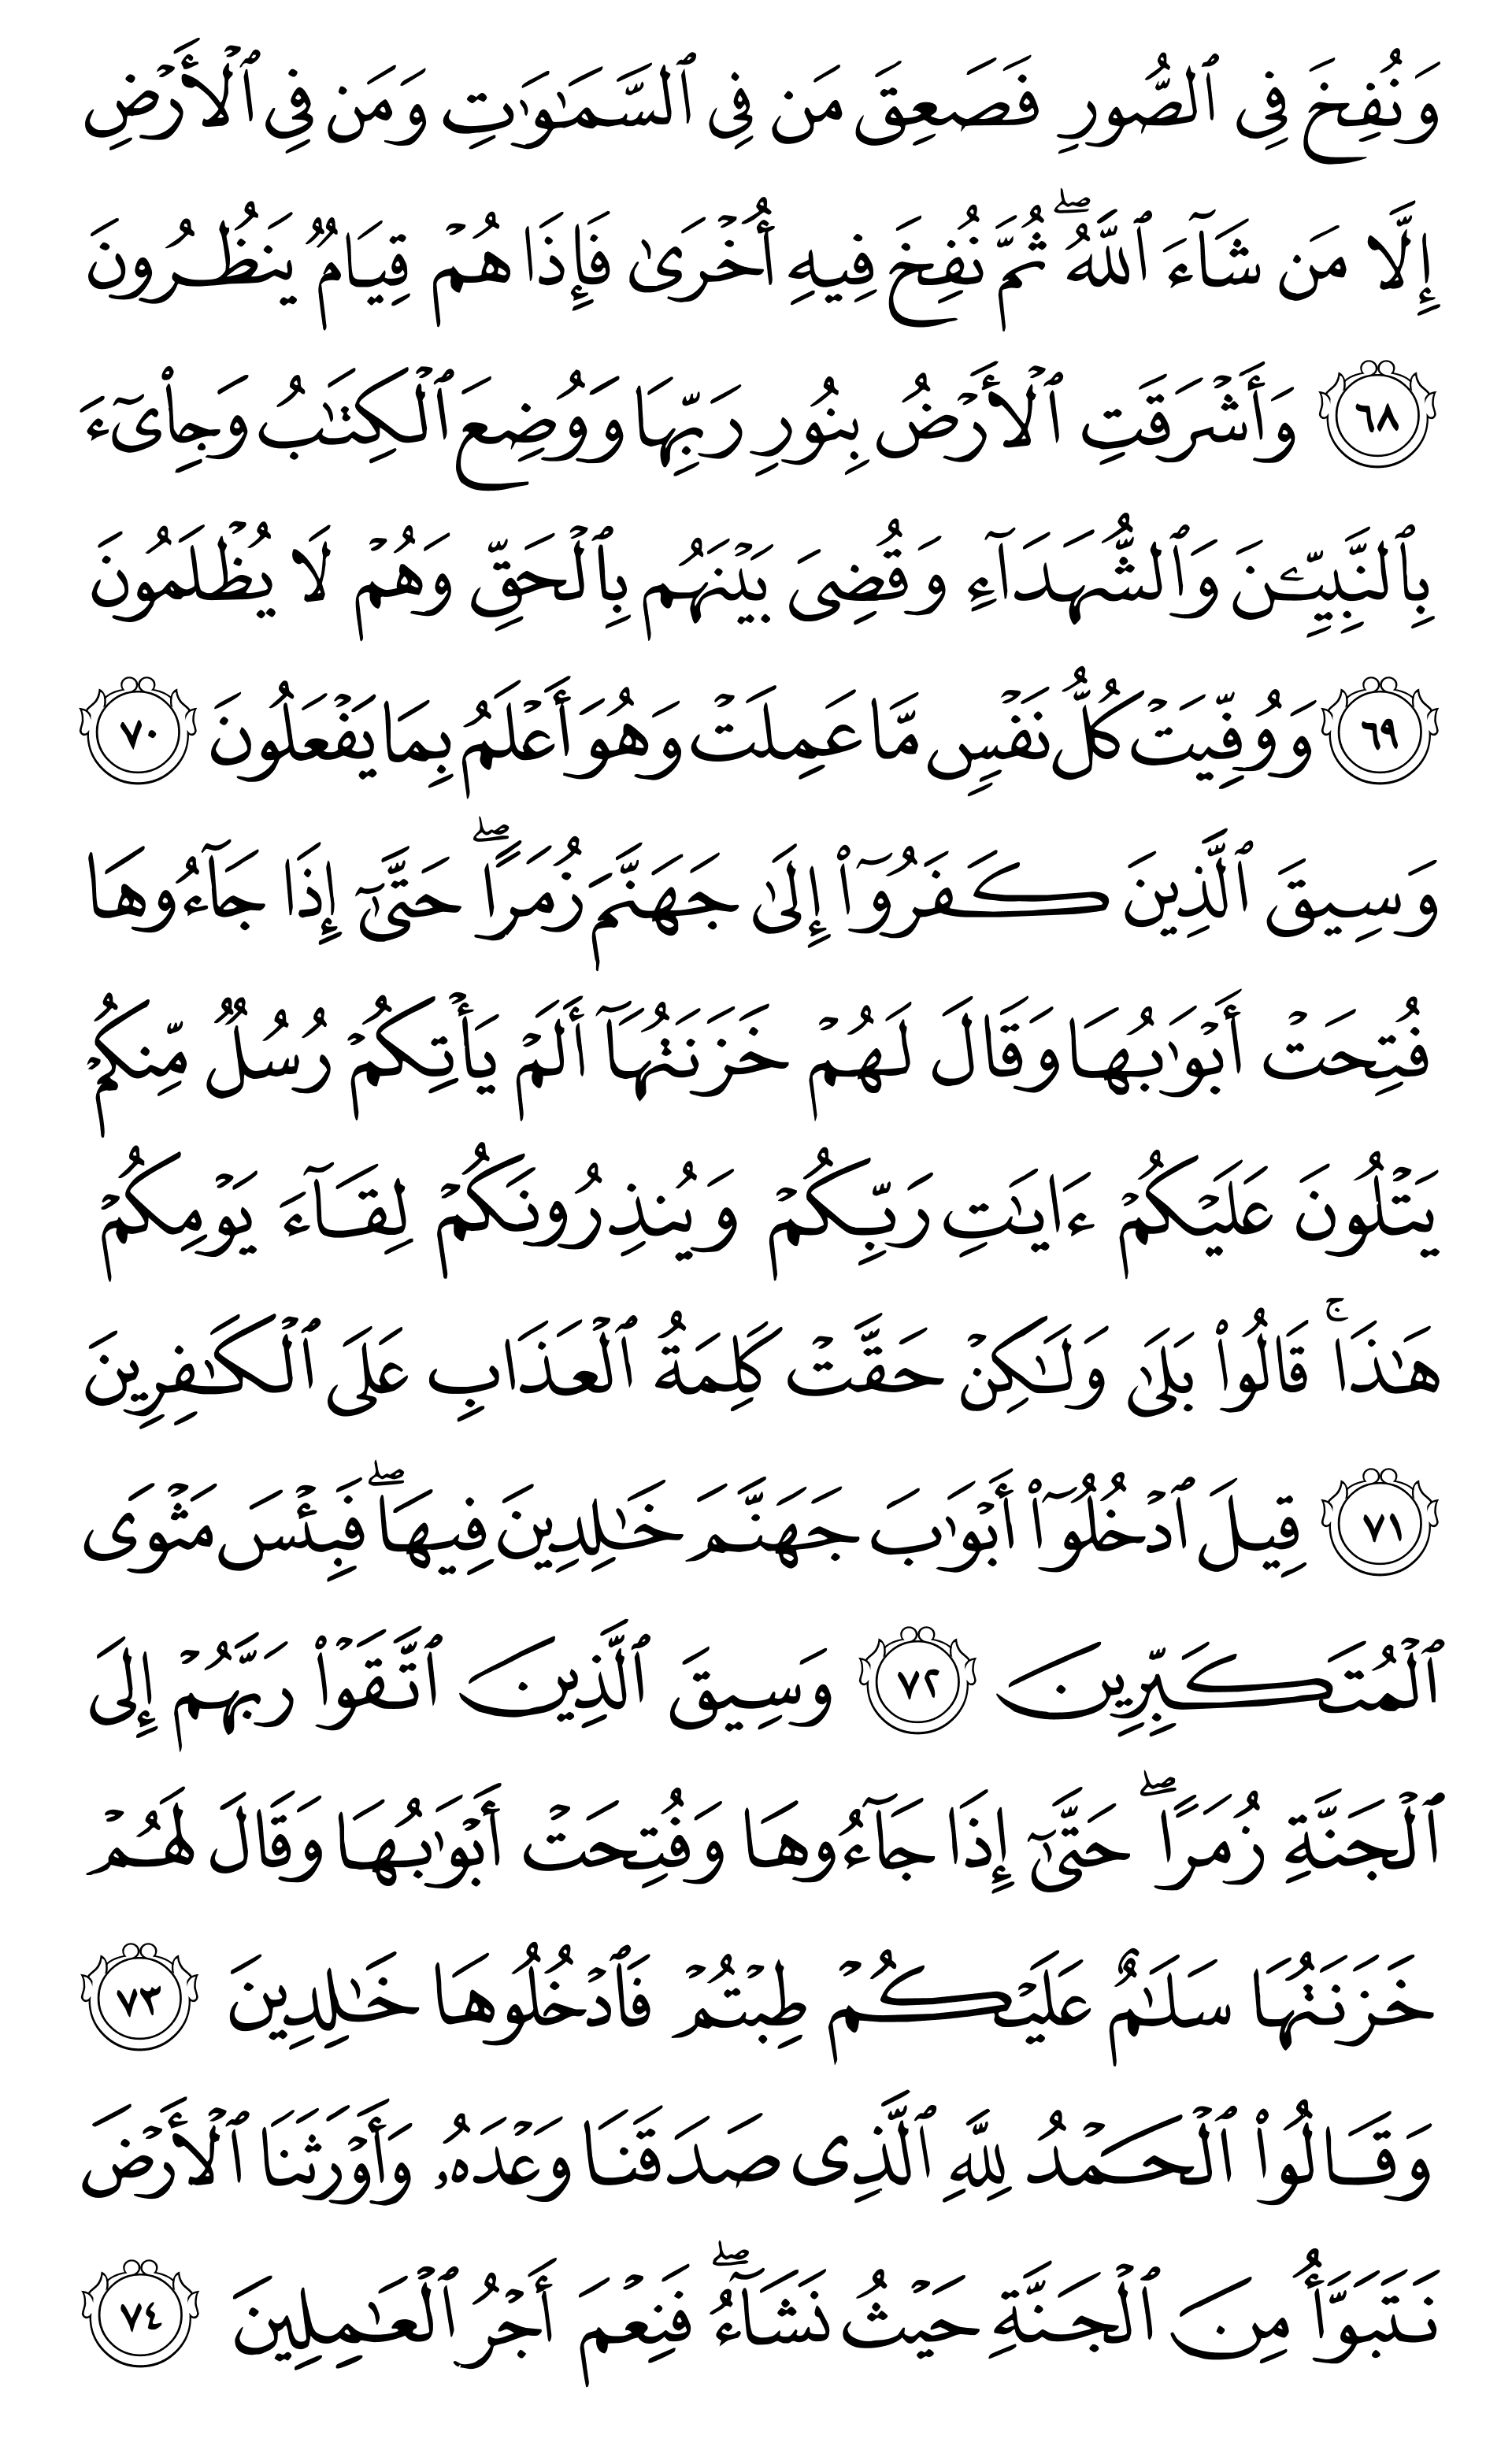 وَنُفِخَ فِى ٱلصُّورِ فَصَعِقَ مَن فِى ٱلسَّمَٰوَٰتِ وَمَن فِى ٱلْأَرْضِ
إِلَّا مَن شَآءَ ٱللَّهُ ۖ ثُمَّ نُفِخَ فِيهِ أُخْرَىٰ فَإِذَا هُمْ قِيَامٌ يَنظُرُونَ
٦٨ وَأَشْرَقَتِ ٱلْأَرْضُ بِنُورِ رَبِّهَا وَوُضِعَ ٱلْكِتَٰبُ وَجِا۟ىٓءَ
بِٱلنَّبِيِّـۧنَ وَٱلشُّهَدَآءِ وَقُضِىَ بَيْنَهُم بِٱلْحَقِّ وَهُمْ لَا يُظْلَمُونَ
٦٩ وَوُفِّيَتْ كُلُّ نَفْسٍ مَّا عَمِلَتْ وَهُوَ أَعْلَمُ بِمَا يَفْعَلُونَ ٧٠
وَسِيقَ ٱلَّذِينَ كَفَرُوٓا۟ إِلَىٰ جَهَنَّمَ زُمَرًا ۖ حَتَّىٰٓ إِذَا جَآءُوهَا
فُتِحَتْ أَبْوَٰبُهَا وَقَالَ لَهُمْ خَزَنَتُهَآ أَلَمْ يَأْتِكُمْ رُسُلٌ مِّنكُمْ
يَتْلُونَ عَلَيْكُمْ ءَايَٰتِ رَبِّكُمْ وَيُنذِرُونَكُمْ لِقَآءَ يَوْمِكُمْ
هَٰذَا ۚ قَالُوا۟ بَلَىٰ وَلَٰكِنْ حَقَّتْ كَلِمَةُ ٱلْعَذَابِ عَلَى ٱلْكَٰفِرِينَ
٧١ قِيلَ ٱدْخُلُوٓا۟ أَبْوَٰبَ جَهَنَّمَ خَٰلِدِينَ فِيهَا ۖ فَبِئْسَ مَثْوَى
ٱلْمُتَكَبِّرِينَ ٧٢ وَسِيقَ ٱلَّذِينَ ٱتَّقَوْا۟ رَبَّهُمْ إِلَى
ٱلْجَنَّةِ زُمَرًا ۖ حَتَّىٰٓ إِذَا جَآءُوهَا وَفُتِحَتْ أَبْوَٰبُهَا وَقَالَ لَهُمْ
خَزَنَتُهَا سَلَٰمٌ عَلَيْكُمْ طِبْتُمْ فَٱدْخُلُوهَا خَٰلِدِينَ ٧٣
وَقَالُوا۟ ٱلْحَمْدُ لِلَّهِ ٱلَّذِى صَدَقَنَا وَعْدَهُۥ وَأَوْرَثَنَا ٱلْأَرْضَ
نَتَبَوَّأُ مِنَ ٱلْجَنَّةِ حَيْثُ نَشَآءُ ۖ فَنِعْمَ أَجْرُ ٱلْعَٰمِلِينَ ٧٤